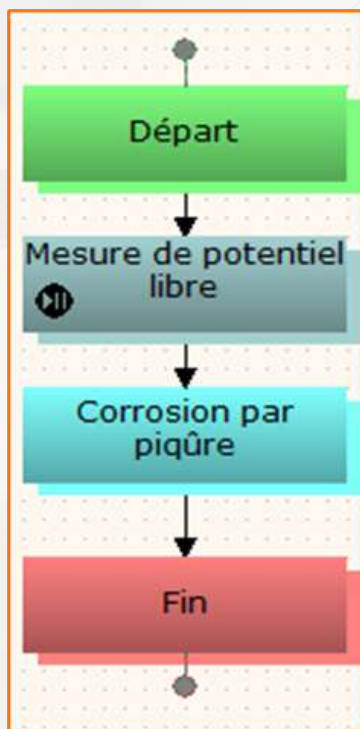 Départ
Mesure de potentiel
libre
Corrosion par
piqûre
Fin